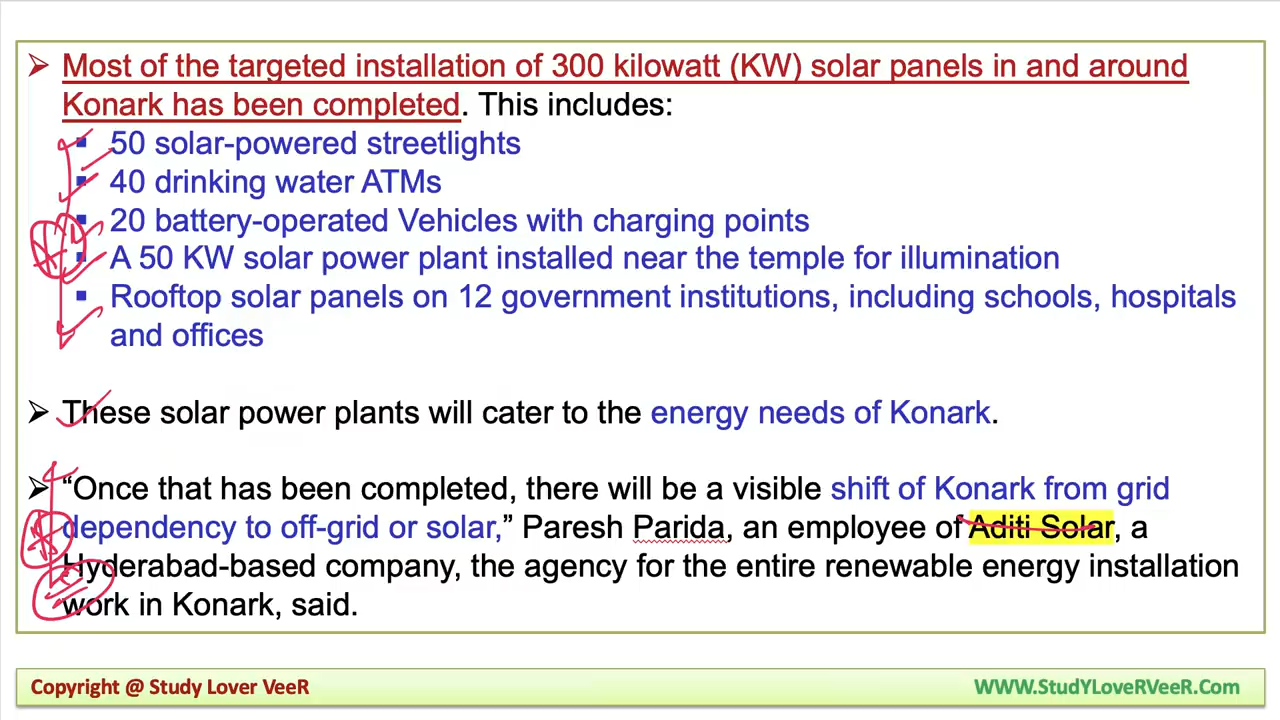 ➢ Most of the targeted installation of 300 kilowatt (KW) solar panels in and around
Konark has been completed. This includes:
▪ 50 solar-powered streetlights
▪ 40 drinking water ATMs
▪ 20 battery-operated Vehicles with charging points
▪ A 50 KW solar power plant installed near the temple for illumination
▪ Rooftop solar panels on 12 government institutions, including schools, hospitals
and offices
➢ These solar power plants will cater to the energy needs of Konark.
➢ “Once that has been completed, there will be a visible shift of Konark from grid
dependency to off-grid or solar,” Paresh Parida, an employee of Aditi Solar, a
Hyderabad-based company, the agency for the entire renewable energy installation
work in Konark, said.
Copyright @ Study Lover VeeR
WWW.StudYLoveRVeeR.Com